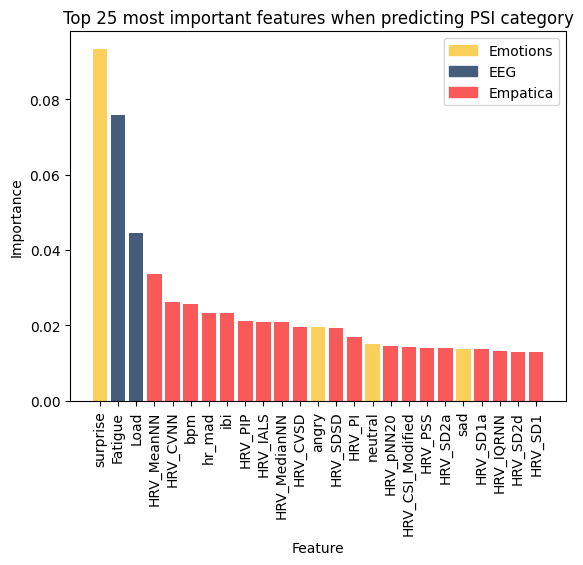 Top 25 most important features when predicting PSI category
Emotions
EEG
Empatica
Importance
0.08
0.06
0.04
0.02
0.00
surprise
Fatigue
Load
HRV_MeanNN
HRV_CVNN
bpm
hr_mad
ibi
HRV_PIP
HRV_IALS
HRV_MedianNN
HRV_CVSD
angry
HRV_SDSD
HRV_PI
neutral
HRV_pNN20
HRV_CSI_Modified
HRV_PSS
HRV_SD2a
sad
HRV_SD1a
HRV_IQRNN
HRV_SD2d
HRV_SD1
Feature